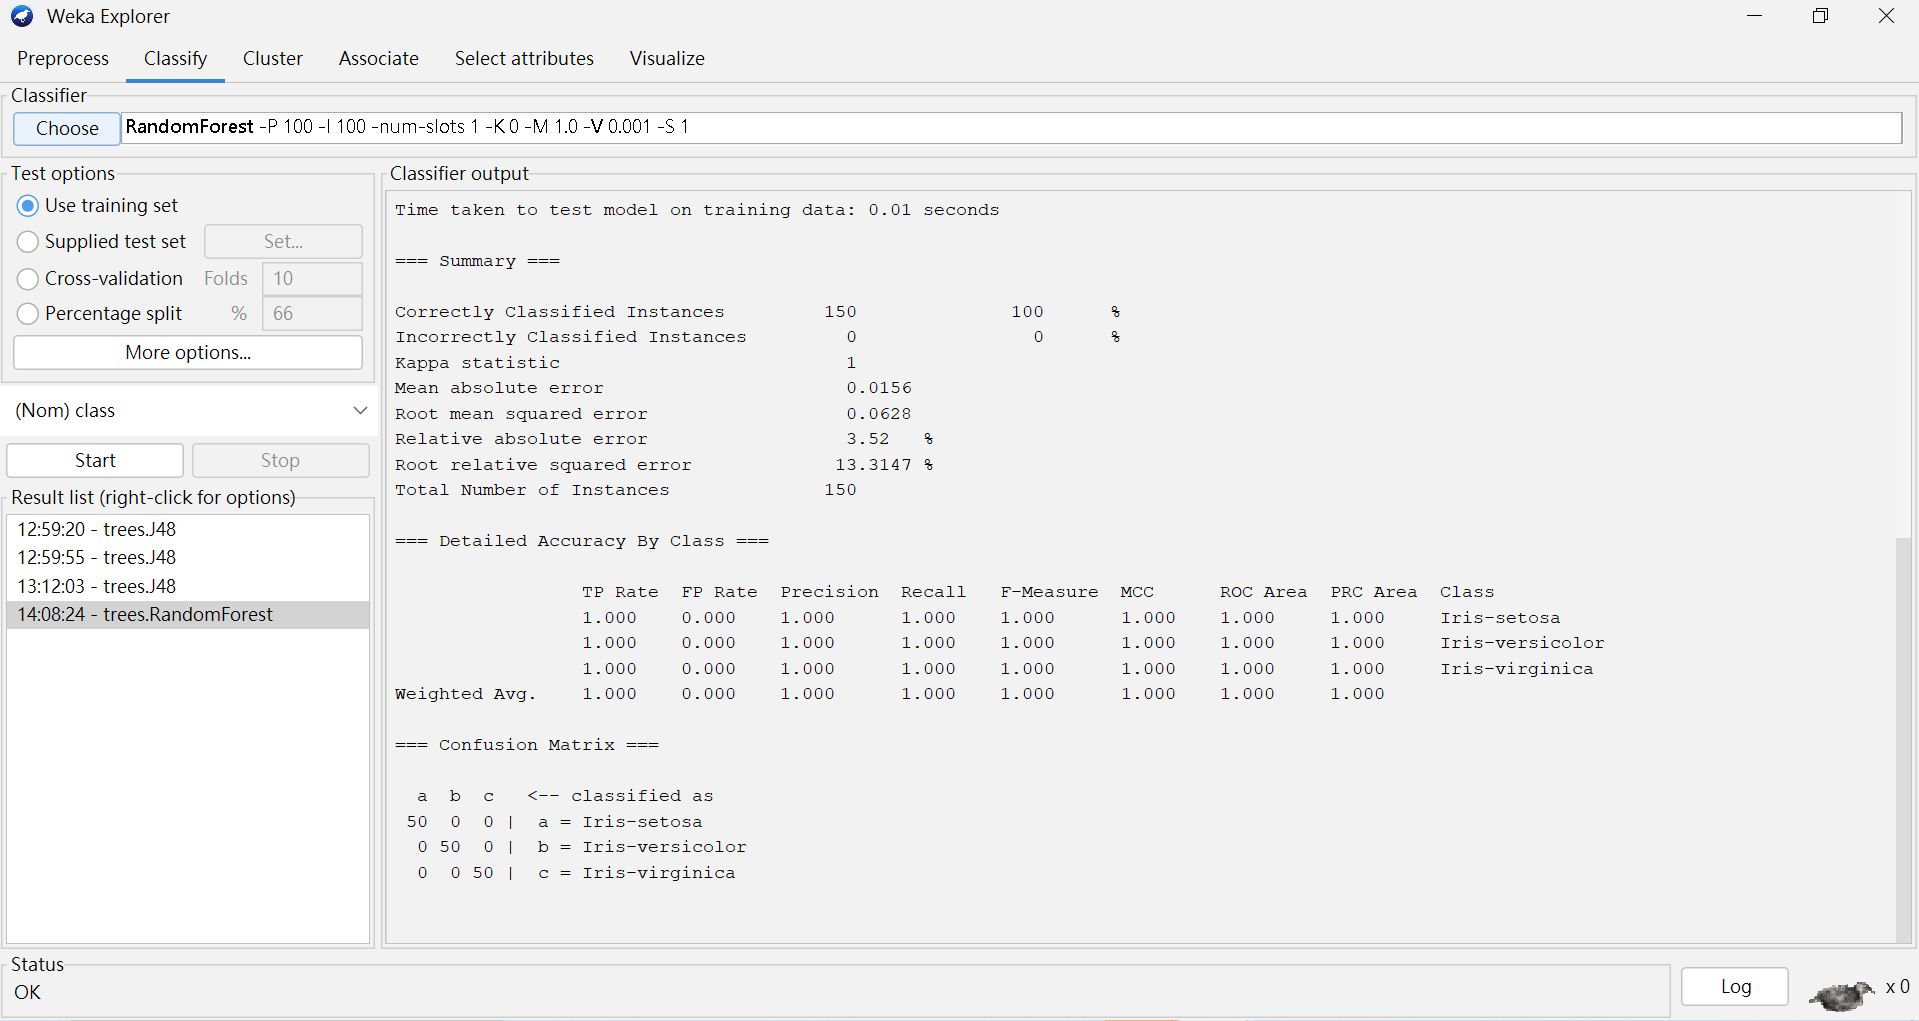 Weka Explorer
Preprocess Classify Cluster Associate Select attributes Visualize
Classifier
Choose RandomForest -P 100 -I 100 -num-slots 1 -K 0 -M 1.0 -V 0.001 -S 1
Test options
Use training set
Supplied test set Set...
Cross-validation Folds 10
Percentage split % 66
More options...
(Nom) class
Start Stop
Result list (right-click for options)
12:59:20 - trees.J48
12:59:55 - trees.J48
13:12:03 - trees.J48
14:08:24 - trees.RandomForest
Classifier output
Time taken to test model on training data: 0.01 seconds
=== Summary ===
Correctly Classified Instances 150 100 %
Incorrectly Classified Instances 0 0 %
Kappa statistic 1
Mean absolute error 0.0156
Root mean squared error 0.0628
Relative absolute error 3.52 %
Root relative squared error 13.3147 %
Total Number of Instances 150
=== Detailed Accuracy By Class ===
TP Rate FP Rate Precision Recall F-Measure MCC ROC Area PRC Area Class
1.000 0.000 1.000 1.000 1.000 1.000 1.000 1.000 Iris-setosa
1.000 0.000 1.000 1.000 1.000 1.000 1.000 1.000 Iris-versicolor
1.000 0.000 1.000 1.000 1.000 1.000 1.000 1.000 Iris-virginica
Weighted Avg. 1.000 0.000 1.000 1.000 1.000 1.000 1.000 1.000
=== Confusion Matrix ===
a b c <-- classified as
50 0 0 | a = Iris-setosa
0 50 0 | b = Iris-versicolor
0 0 50 | c = Iris-virginica
Status
OK
Log x 0